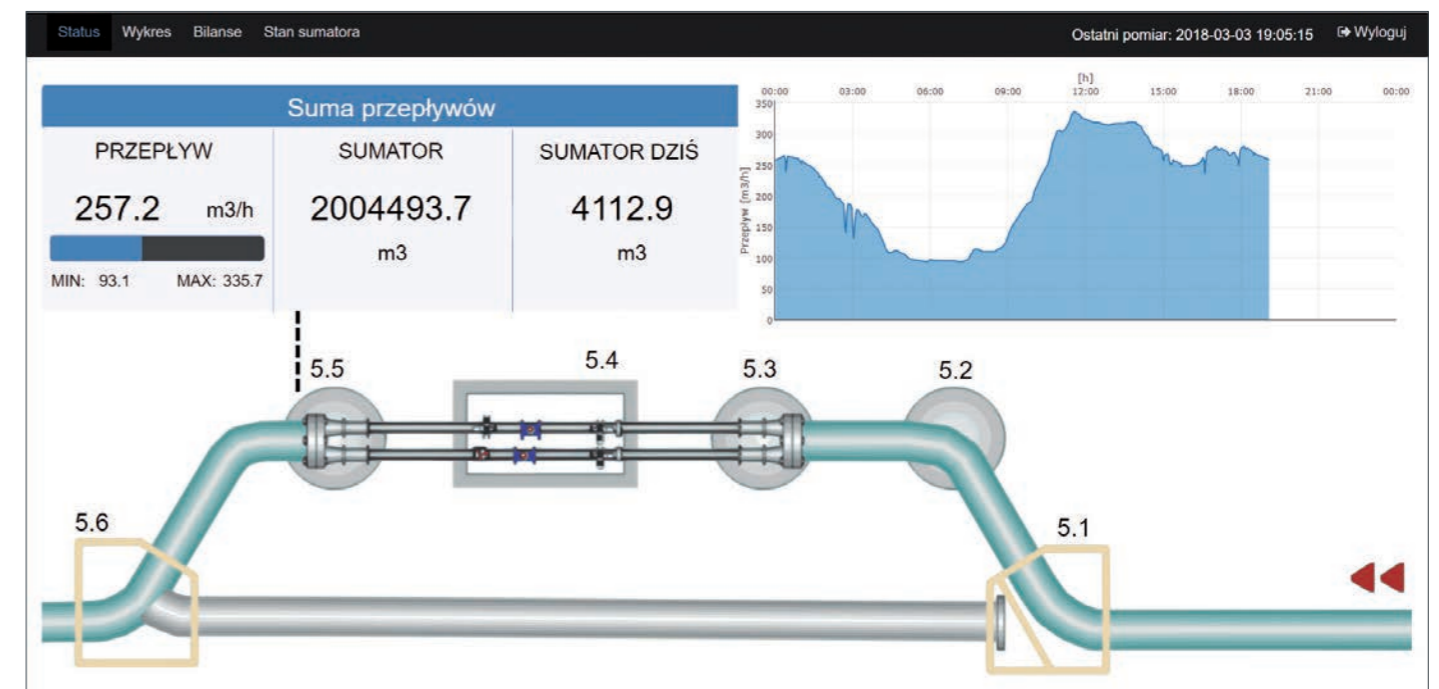 Status Wykres Bilanse Stan sumatora Ostatni pomiar: 2018-03-03 19:05:15 Wyloguj
Suma przepływów
PRZEPŁYW SUMATOR SUMATOR DZIŚ
257.2 m3/h 2004493.7 4112.9
m3 m3
MIN: 93.1 MAX: 335.7
[h]
00:00 03:00 06:00 09:00 12:00 15:00 18:00 21:00 00:00
350
300
250
200
150
100
50
0
Przepływ [m3/h]
5.5 5.4 5.3 5.2
5.6 5.1